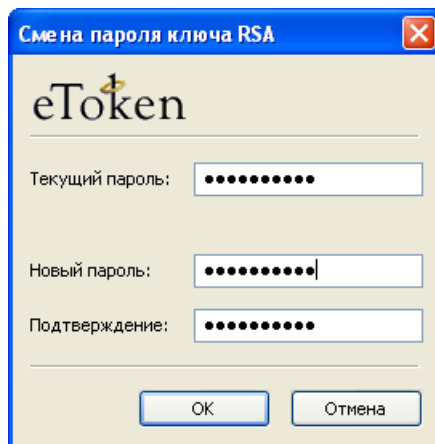 Смена пароля ключа RSA
eToken
Текущий пароль: ••••••••••
Новый пароль: ••••••••••
Подтверждение: ••••••••••
OK Отмена